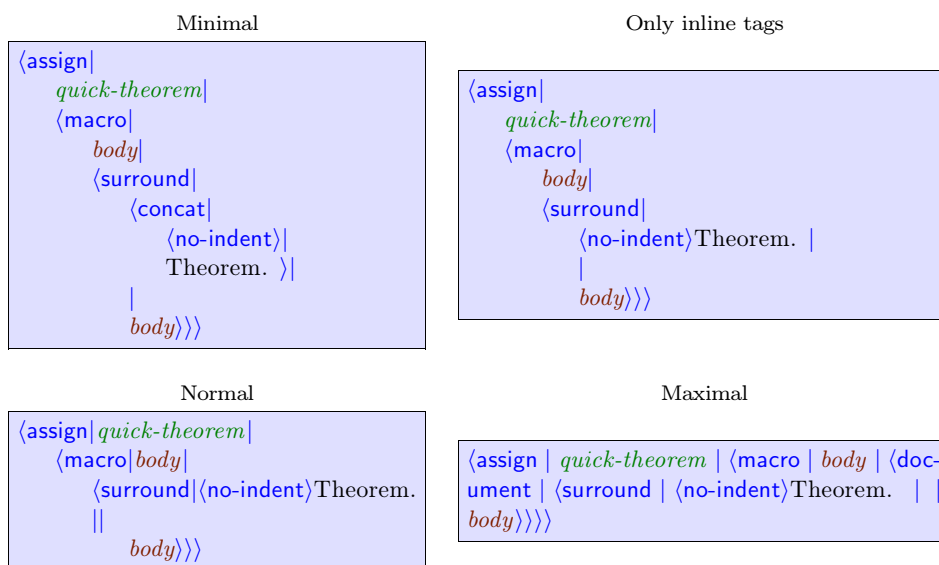 Minimal
⟨assign|
quick-theorem|
⟨macro|
body|
⟨surround|
⟨concat|
⟨no-indent⟩|
Theorem. ⟩|
|
body⟩⟩⟩
Only inline tags
⟨assign|
quick-theorem|
⟨macro|
body|
⟨surround|
⟨no-indent⟩Theorem. |
|
body⟩⟩⟩
Normal
⟨assign|quick-theorem|
⟨macro|body|
⟨surround|⟨no-indent⟩Theorem.
||
body⟩⟩⟩
Maximal
⟨assign | quick-theorem | ⟨macro | body | ⟨doc-
ument | ⟨surround | ⟨no-indent⟩Theorem. | |
body⟩⟩⟩⟩